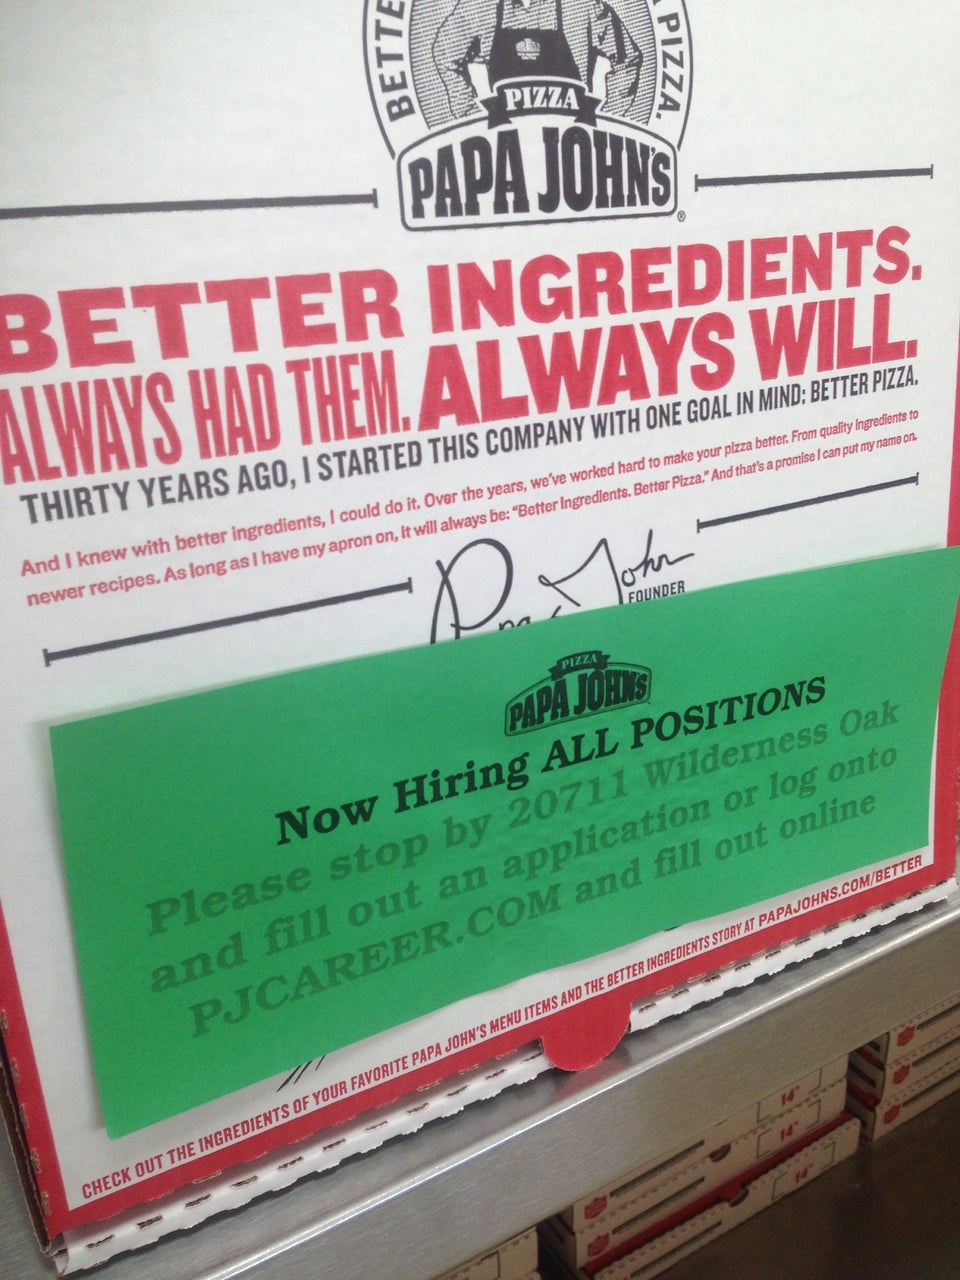 BETTE
PIZZA.
PIZZA
PAPA JOHN'S
®
BETTER INGREDIENTS.
ALWAYS HAD THEM. ALWAYS WILL.
THIRTY YEARS AGO, I STARTED THIS COMPANY WITH ONE GOAL IN MIND: BETTER PIZZA.
And I knew with better ingredients, I could do it. Over the years, we've worked hard to make your pizza better. From quality ingredients to
newer recipes. As long as I have my apron on, it will always be: "Better Ingredients. Better Pizza." And that's a promise I can put my name on.
Papa John
FOUNDER
PIZZA
PAPA JOHN'S
Now Hiring ALL POSITIONS
Please stop by 20711 Wilderness Oak
and fill out an application or log onto
PJCAREER.COM and fill out online
CHECK OUT THE INGREDIENTS OF YOUR FAVORITE PAPA JOHN'S MENU ITEMS AND THE BETTER INGREDIENTS STORY AT PAPAJOHNS.COM/BETTER
14"
14"
14"